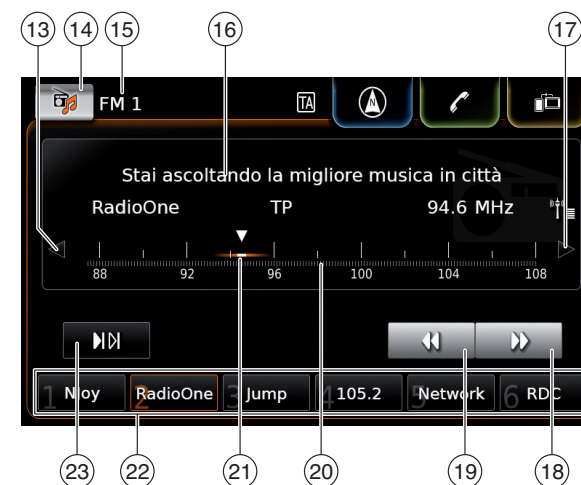 13 14 15 16 17
FM 1 TA N
Stai ascoltando la migliore musica in città
RadioOne TP 94.6 MHz
88 92 96 100 104 108
1 N-joy 2 RadioOne 3 Jump 4 105.2 5 Network 6 RDC
23 22 21 20 19 18